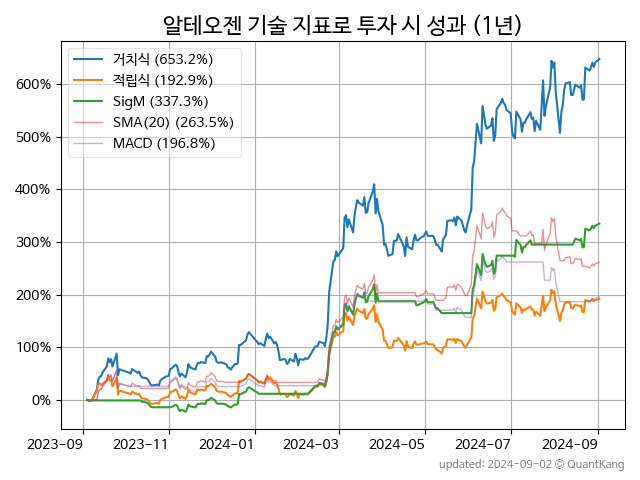 알테오젠 기술 지표로 투자 시 성과 (1년)
거치식 (653.2%)
적립식 (192.9%)
SigM (337.3%)
SMA(20) (263.5%)
MACD (196.8%)
600%
500%
400%
300%
200%
100%
0%
2023-09 2023-11 2024-01 2024-03 2024-05 2024-07 2024-09
updated: 2024-09-02 © QuantKang